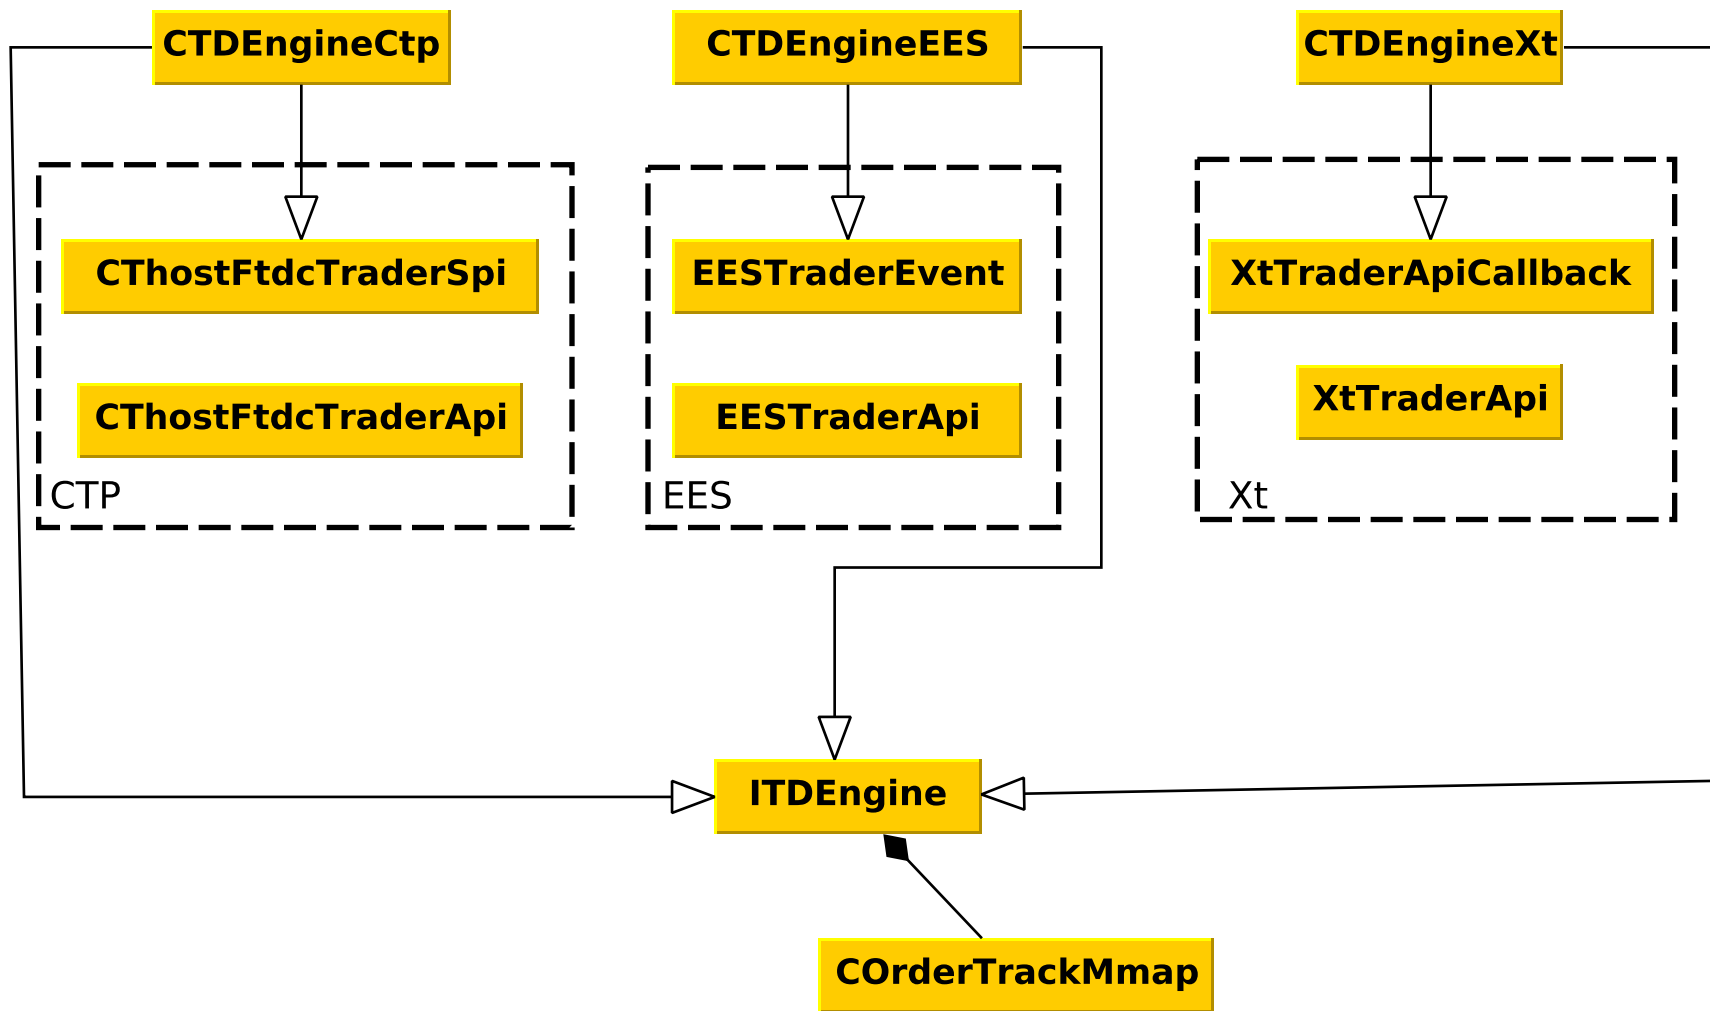 CTDEngineCtp
CTDEngineEES
CTDEngineXt
CThostFtdcTraderSpi
EESTraderEvent
XtTraderApiCallback
CThostFtdcTraderApi
EESTraderApi
XtTraderApi
CTP
EES
Xt
ITDEngine
COrderTrackMmap